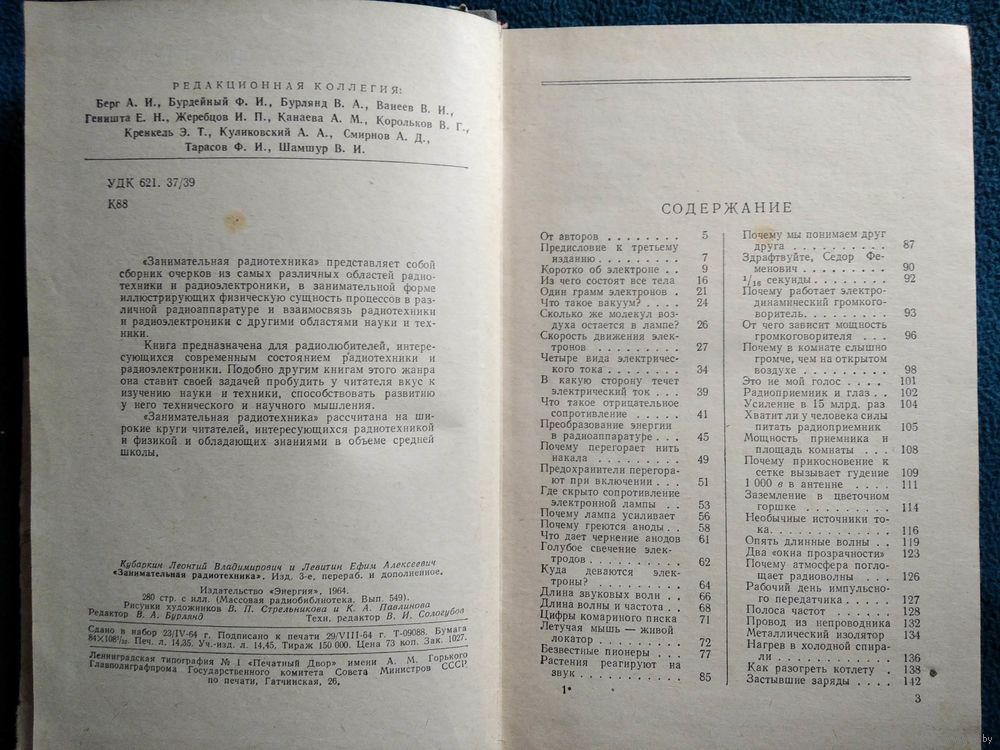 РЕДАКЦИОННАЯ КОЛЛЕГИЯ:
Берг А. И., Бурдейный Ф. И., Бурлянд В. А., Ванеев В. И.,
Геништа Е. Н., Жеребцов И. П., Канаева А. М., Корольков В. Г.,
Кренкель Э. Т., Куликовский А. А., Смирнов А. Д.,
Тарасов Ф. И., Шамшур В. И.
УДК 621. 37/39
К88
«Занимательная радиотехника» представляет собой
сборник очерков из самых различных областей радио-
техники и радиоэлектроники, в занимательной форме
иллюстрирующих физическую сущность процессов в раз-
личной радиоаппаратуре и взаимосвязь радиотехники
и радиоэлектроники с другими областями науки и тех-
ники.
Книга предназначена для радиолюбителей, интере-
сующихся современным состоянием радиотехники и
радиоэлектроники. Подобно другим книгам этого жанра
она ставит своей задачей пробудить у читателя вкус к
изучению науки и техники, способствовать развитию
у него технического и научного мышления.
«Занимательная радиотехника» рассчитана на ши-
рокие круги читателей, интересующихся радиотехникой
и физикой и обладающих знаниями в объеме средней
школы.
Кубаркин Леонтий Владимирович и Левитин Ефим Алексеевич
«Занимательная радиотехника». Изд. 3-е, перераб. и дополненное.
Издательство «Энергия», 1964.
280 стр. с илл. (Массовая радиобиблиотека. Вып. 549).
Рисунки художников В. П. Стрельникова и К. А. Павлинова
Редактор В. А. Бурлянд Техн. редактор В. И. Сологубов
Сдано в набор 23/IV-64 г. Подписано к печати 29/VIII-64 г. Т-09088. Бумага
84×108¹/₃₂. Печ. л. 14,35. Уч.-изд. л. 14,45. Тираж 150 000. Цена 73 коп. Зак. 1027.
Ленинградская типография № 1 «Печатный Двор» имени А. М. Горького
Главполиграфпрома Государственного комитета Совета Министров СССР
по печати, Гатчинская, 26.
СОДЕРЖАНИЕ
От авторов . . . . . . . . 5
Предисловие к третьему
изданию . . . . . . . . . 7
Коротко об электроне . . 9
Из чего состоят все тела 16
Один грамм электронов . 21
Что такое вакуум? . . . . 24
Сколько же молекул воз-
духа остается в лампе? 26
Скорость движения элек-
тронов . . . . . . . . . 27
Четыре вида электричес-
кого тока . . . . . . . . 34
В какую сторону течет
электрический ток . . . 39
Что такое отрицательное
сопротивление . . . . . 41
Преобразование энергии
в радиоаппаратуре . . . 45
Почему перегорает нить
накала . . . . . . . . . 49
Предохранители перегора-
ют при включении . . . 51
Где скрыто сопротивление
электронной лампы . . 53
Почему лампа усиливает 56
Почему греются аноды . . 58
Что дает чернение анодов 61
Голубое свечение элек-
тродов . . . . . . . . . 62
Куда деваются элек-
троны? . . . . . . . . . 64
Длина звуковых волн . . 66
Длина волны и частота . . 68
Цифры комариного писка 71
Летучая мышь — живой
локатор . . . . . . . . . 72
Безвестные пионеры . . . 77
Растения реагируют на
звук . . . . . . . . . . . 85
1*
Почему мы понимаем друг
друга . . . . . . . . . . 87
Здрафтвуйте, Седор Фе-
менович . . . . . . . . . 90
¹/₁₆ секунды . . . . . . . . 92
Почему работает электро-
динамический громкого-
воритель . . . . . . . . 93
От чего зависит мощность
громкоговорителя . . . 96
Почему в комнате слышно
громче, чем на открытом
воздухе . . . . . . . . . 98
Это не мой голос . . . . 101
Радиоприемник и глаз . . 102
Усиление в 15 млрд. раз 104
Хватит ли у человека силы
питать радиоприемник 105
Мощность приемника и
площадь комнаты . . . 108
Почему прикосновение к
сетке вызывает гудение 109
1 000 в в антенне . . . . 111
Заземление в цветочном
горшке . . . . . . . . . 114
Необычные источники то-
ка . . . . . . . . . . . . 116
Опять длинные волны . . 119
Два «окна прозрачности» 123
Почему атмосфера погло-
щает радиоволны . . . 126
Рабочий день импульсно-
го передатчика . . . . . 127
Полоса частот . . . . . . 128
Провод из непроводника 132
Металлический изолятор 134
Нагрев в холодной спира-
ли . . . . . . . . . . . . 136
Как разогреть котлету . 138
Застывшие заряды . . . . 142
3
by